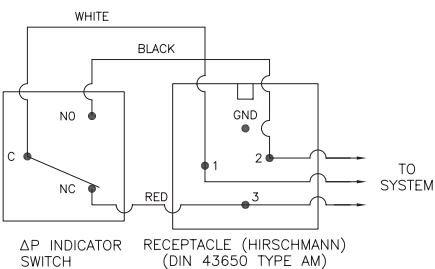 WHITE
BLACK
NO
GND
C
1
2
NC
RED
3
TO
SYSTEM
ΔP INDICATOR
SWITCH
RECEPTACLE (HIRSCHMANN)
(DIN 43650 TYPE AM)